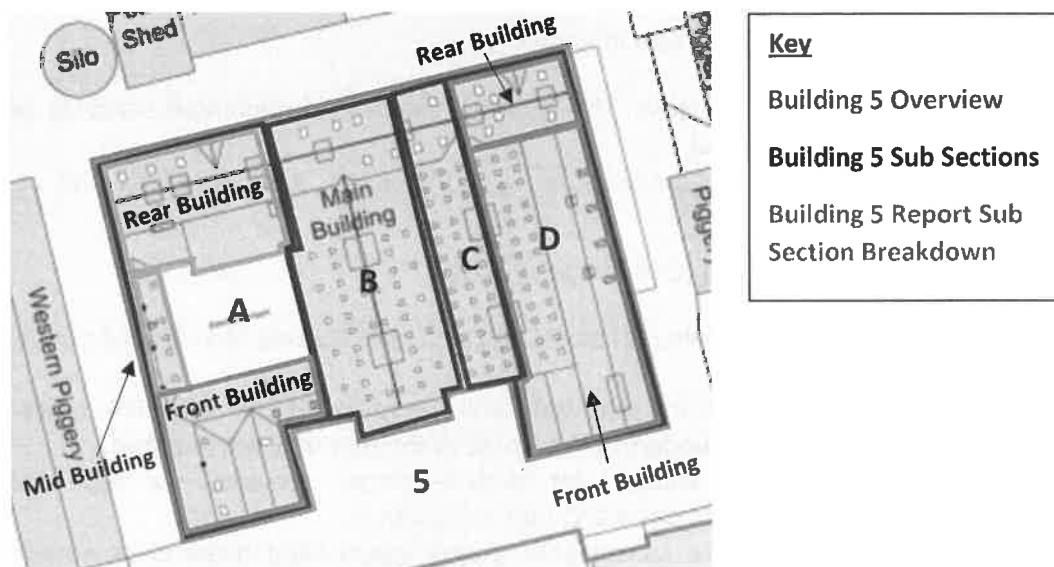 Silo
Shed
Rear Building
Rear Building
Main
Building
A
B
C
D
Western Piggery
Front Building
Mid Building
5
Front Building
Key
Building 5 Overview
Building 5 Sub Sections
Building 5 Report Sub
Section Breakdown